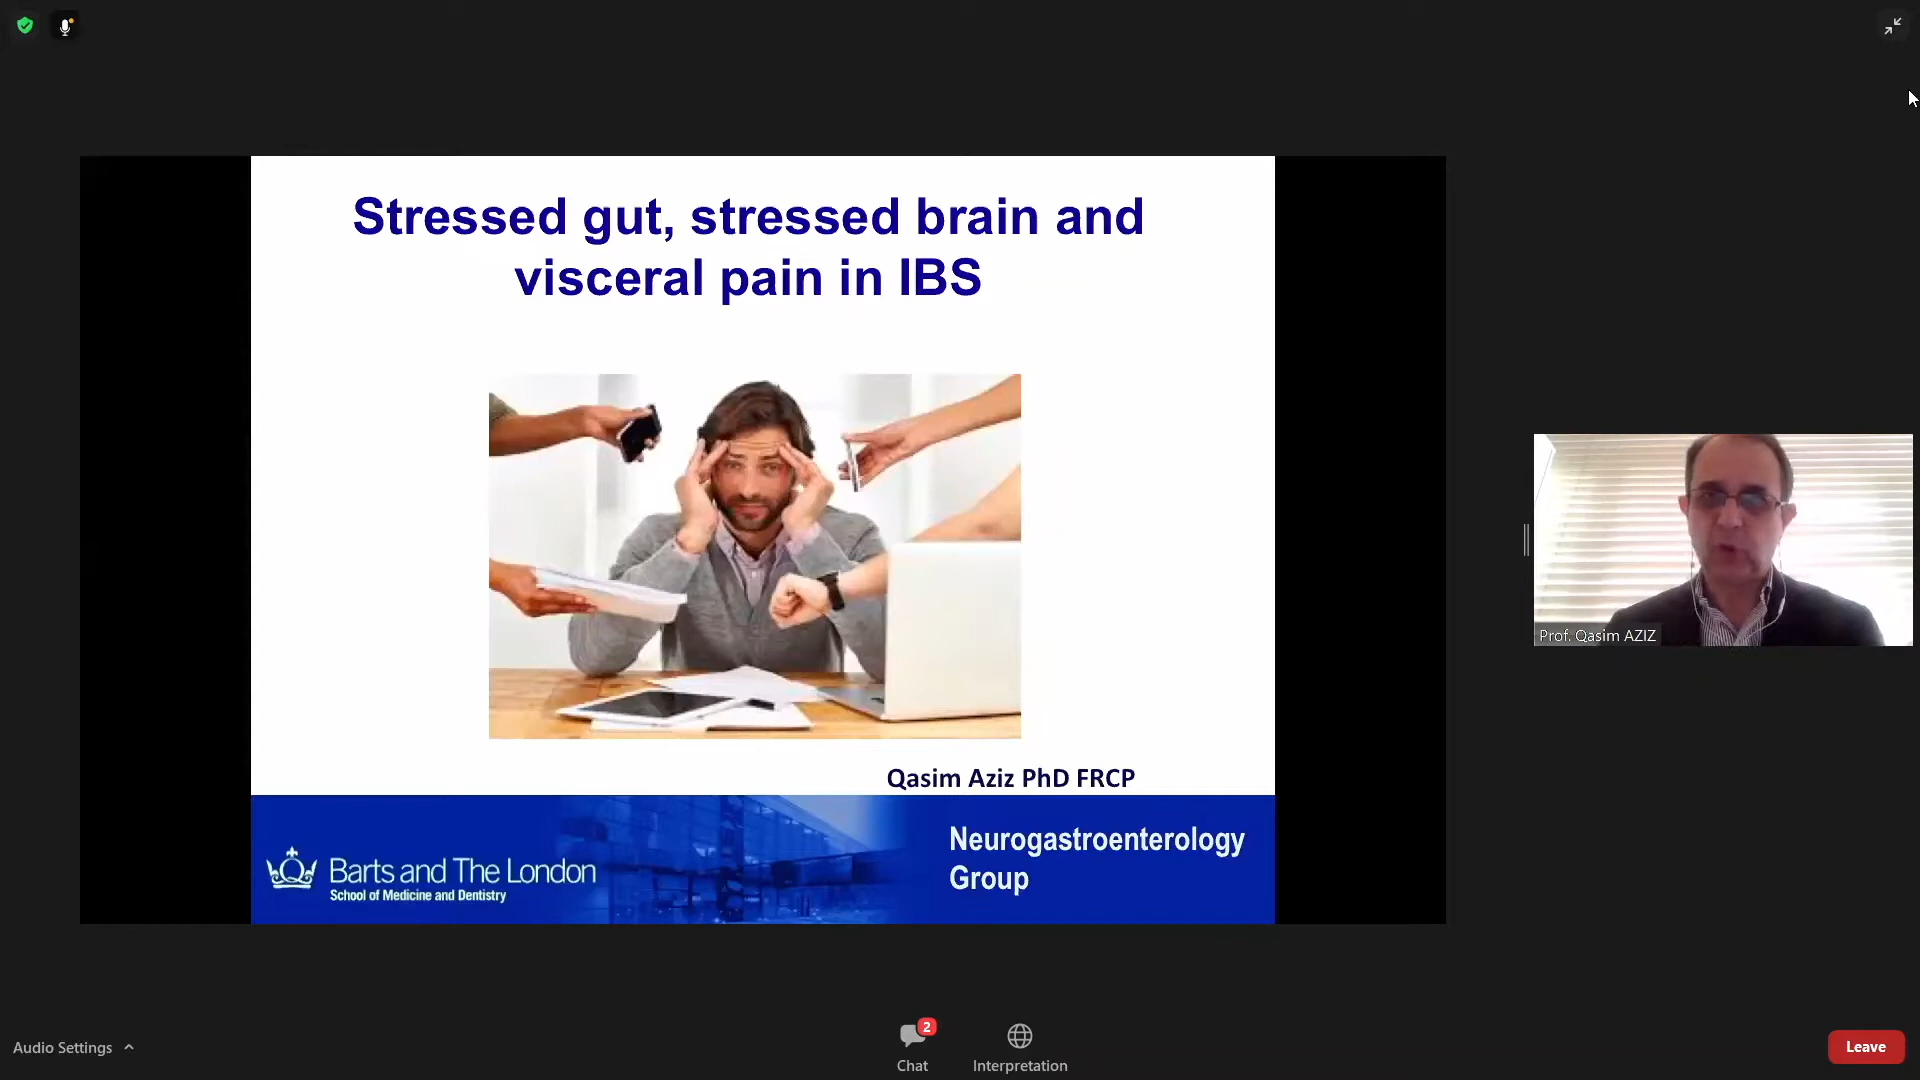 Stressed gut, stressed brain and
visceral pain in IBS
Qasim Aziz PhD FRCP
Barts and The London
School of Medicine and Dentistry
Neurogastroenterology
Group
Prof. Qasim AZIZ
Audio Settings
2
Chat
Interpretation
Leave